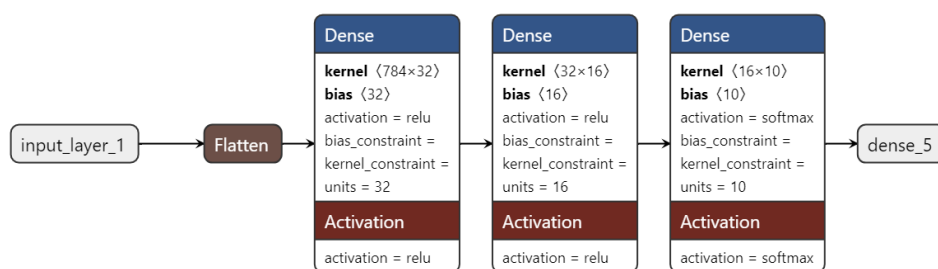 input_layer_1
Flatten
Dense
kernel 〈784×32〉
bias 〈32〉
activation = relu
bias_constraint =
kernel_constraint =
units = 32
Activation
activation = relu
Dense
kernel 〈32×16〉
bias 〈16〉
activation = relu
bias_constraint =
kernel_constraint =
units = 16
Activation
activation = relu
Dense
kernel 〈16×10〉
bias 〈10〉
activation = softmax
bias_constraint =
kernel_constraint =
units = 10
Activation
activation = softmax
dense_5